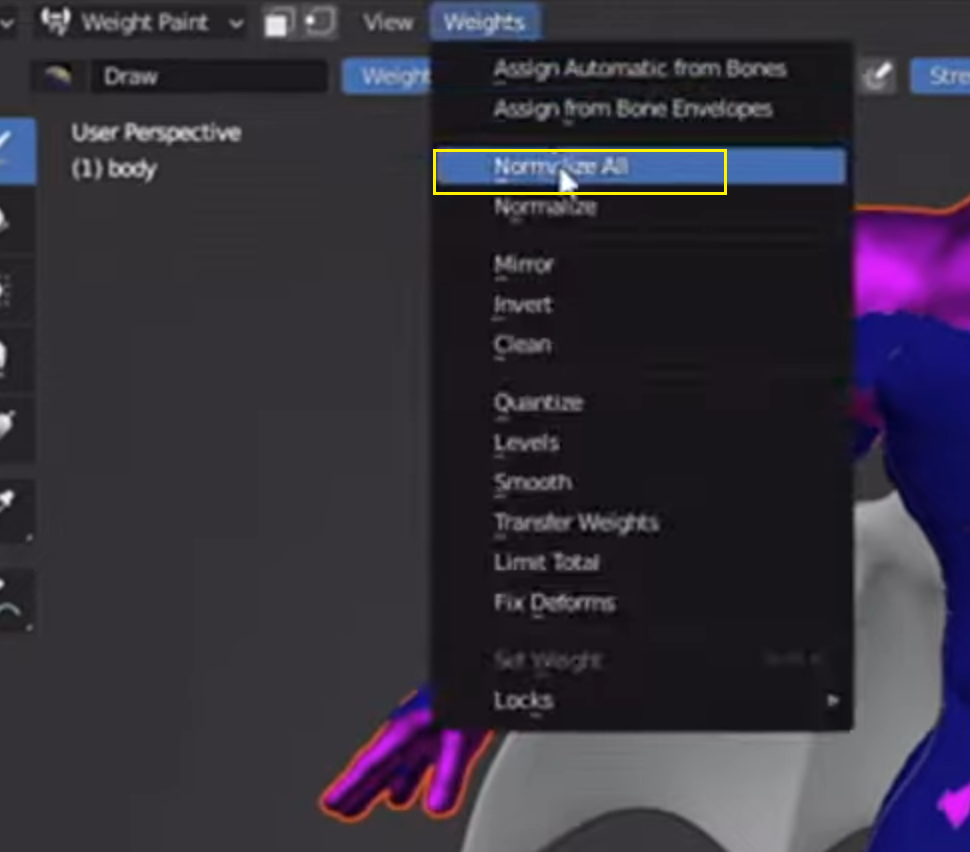 Weight Paint View Weights
Draw Weight Stre
User Perspective
(1) body
Assign Automatic from Bones
Assign from Bone Envelopes
Normalize All
Normalize
Mirror
Invert
Clean
Quantize
Levels
Smooth
Transfer Weights
Limit Total
Fix Deforms
Set Weight
Locks